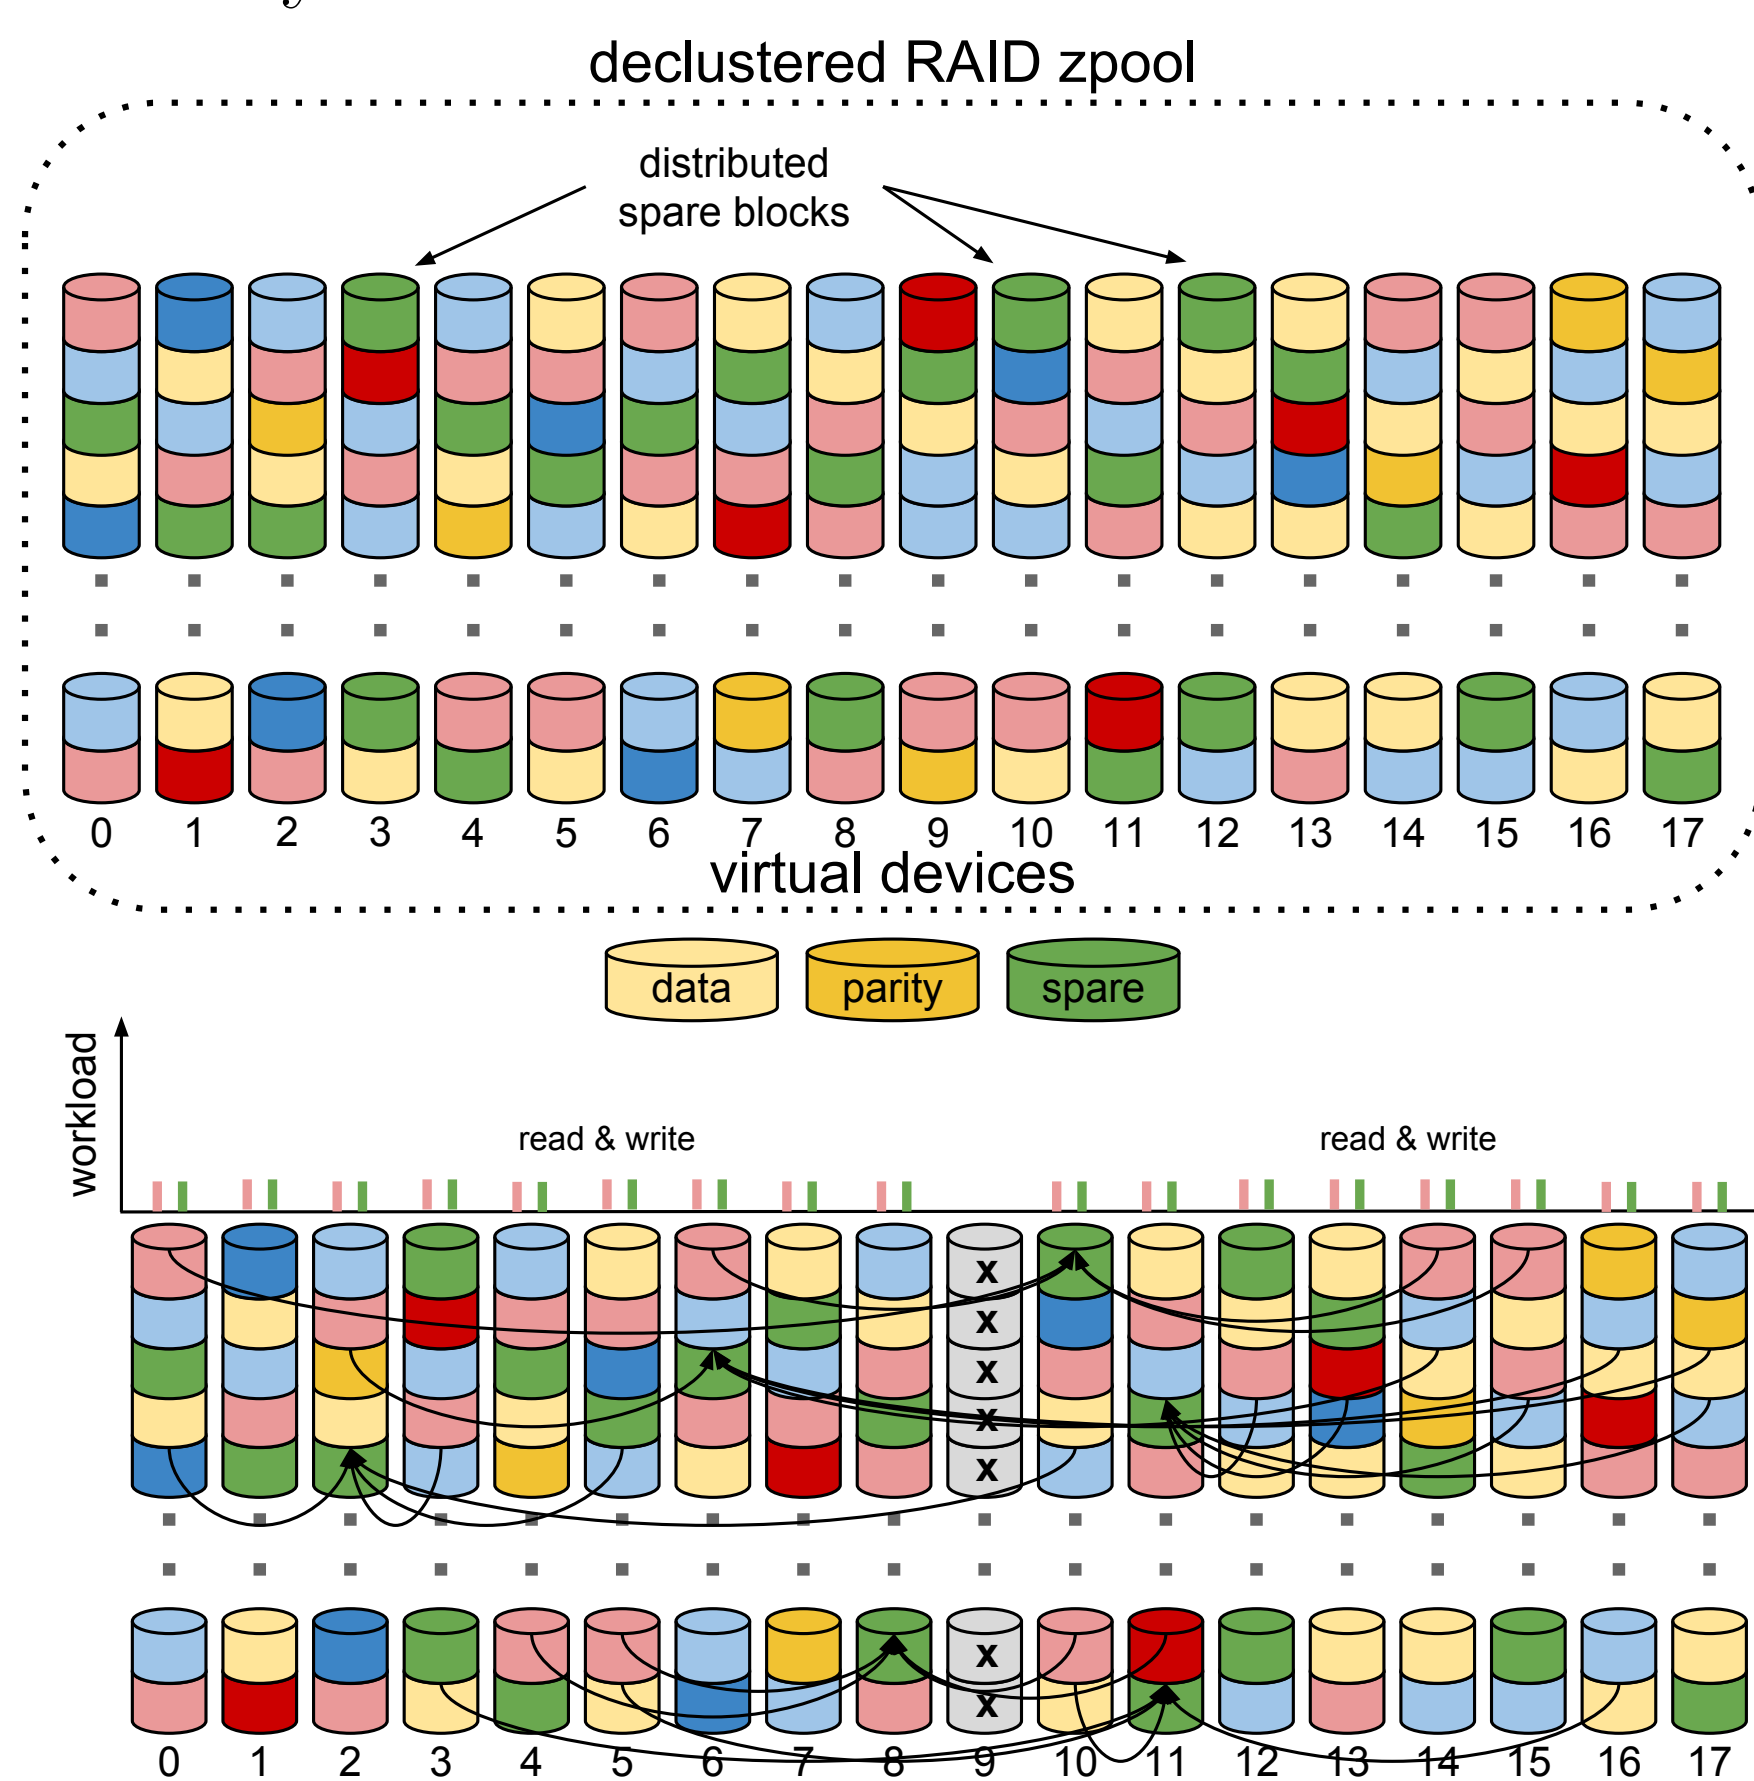 declustered RAID zpool
distributed
spare blocks
0 1 2 3 4 5 6 7 8 9 10 11 12 13 14 15 16 17
virtual devices
data parity spare
workload
read & write read & write
x
x
x
x
x
x
x
0 1 2 3 4 5 6 7 8 9 10 11 12 13 14 15 16 17